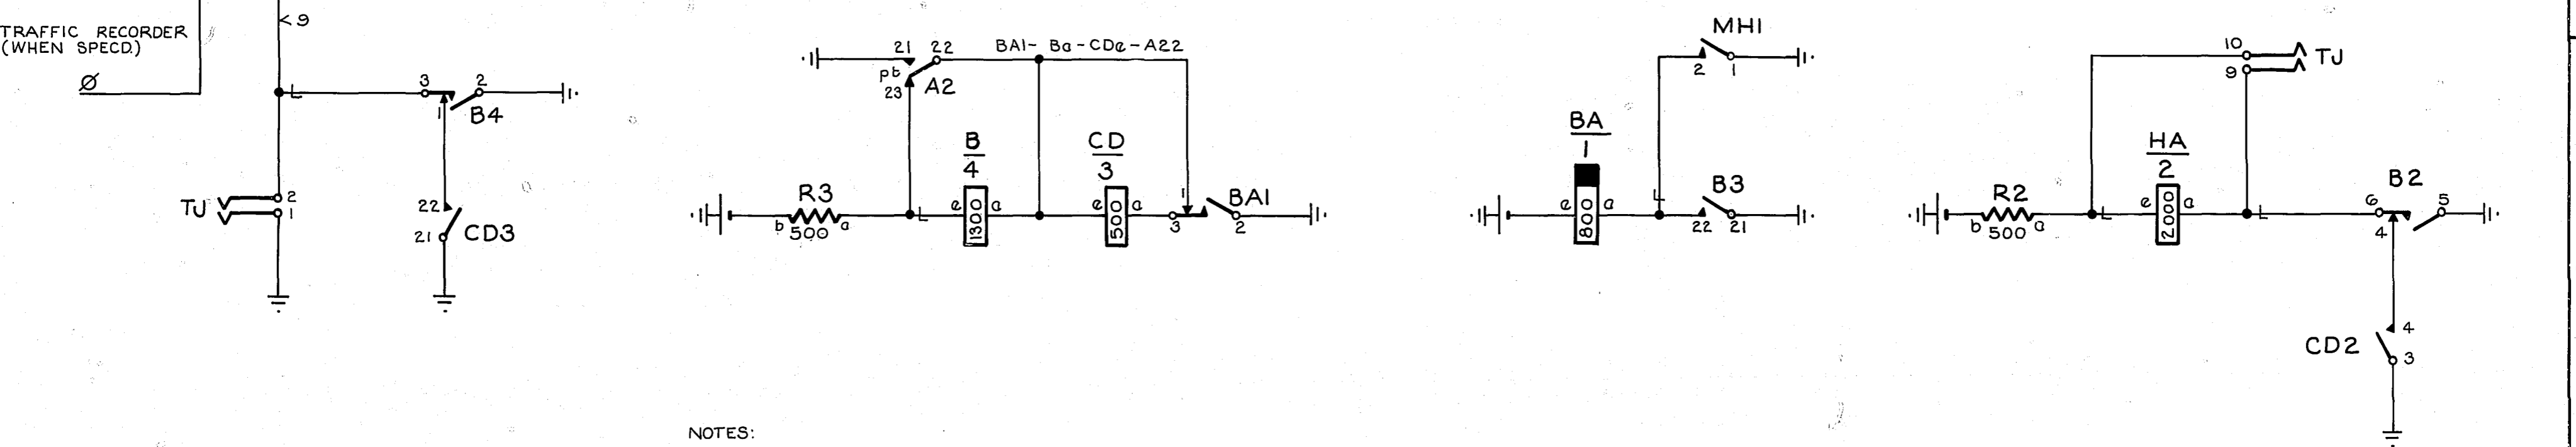 TRAFFIC RECORDER
(WHEN SPECD.)
Ø
<9
L
3
2
1
B4
22
21
CD3
TJ
2
1
21
22
pb
23
A2
BA1- Ba-CDe-A22
R3
b
500
a
L
B
4
e
1300
a
CD
3
e
500
a
1
3
2
BA1
MH1
2
1
BA
1
e
800
a
L
B3
22
21
10
9
TJ
R2
b
500
a
L
HA
2
e
2000
a
L
B2
6
5
4
CD2
4
3
NOTES: